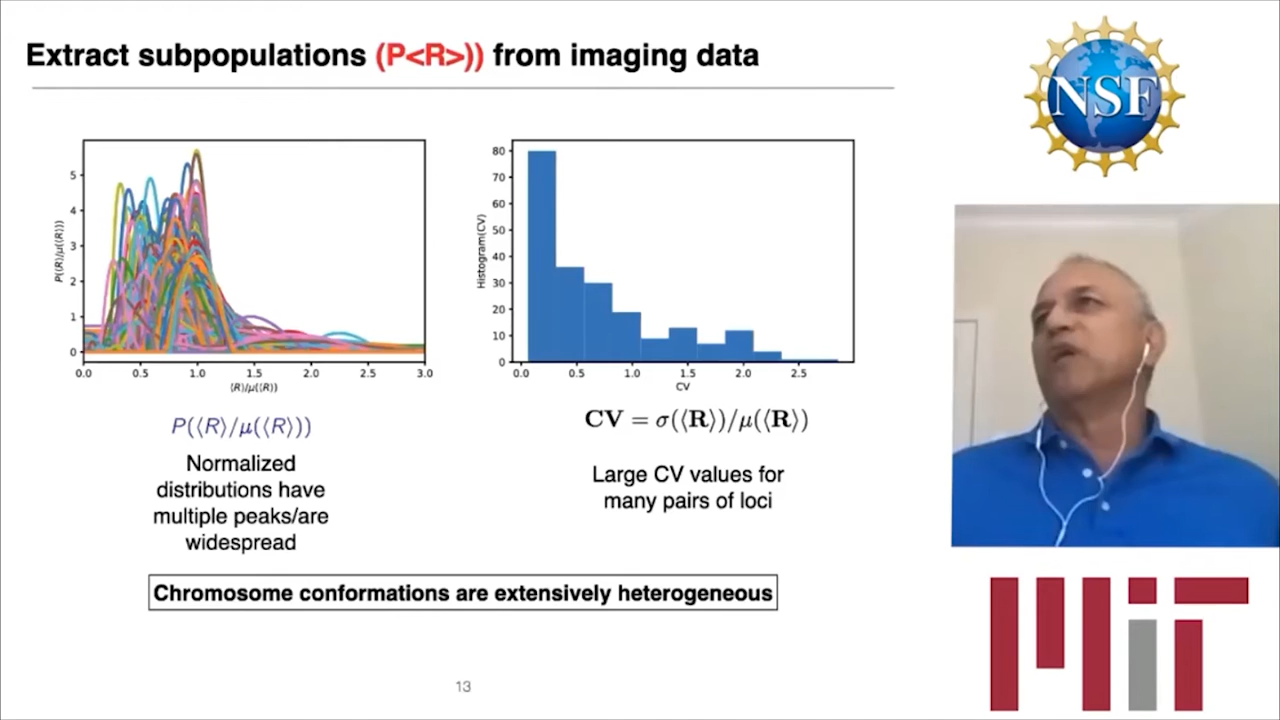 Extract subpopulations (P<R>)) from imaging data
NSF
5
4
3
2
1
0
P(⟨R⟩/μ(⟨R⟩))
0.0 0.5 1.0 1.5 2.0 2.5 3.0
⟨R⟩/μ(⟨R⟩)
80
70
60
50
40
30
20
10
0
Histogram(CV)
0.0 0.5 1.0 1.5 2.0 2.5
CV
P(⟨R⟩/μ(⟨R⟩))
Normalized
distributions have
multiple peaks/are
widespread
CV = σ(⟨R⟩)/μ(⟨R⟩)
Large CV values for
many pairs of loci
Chromosome conformations are extensively heterogeneous
13
MIT